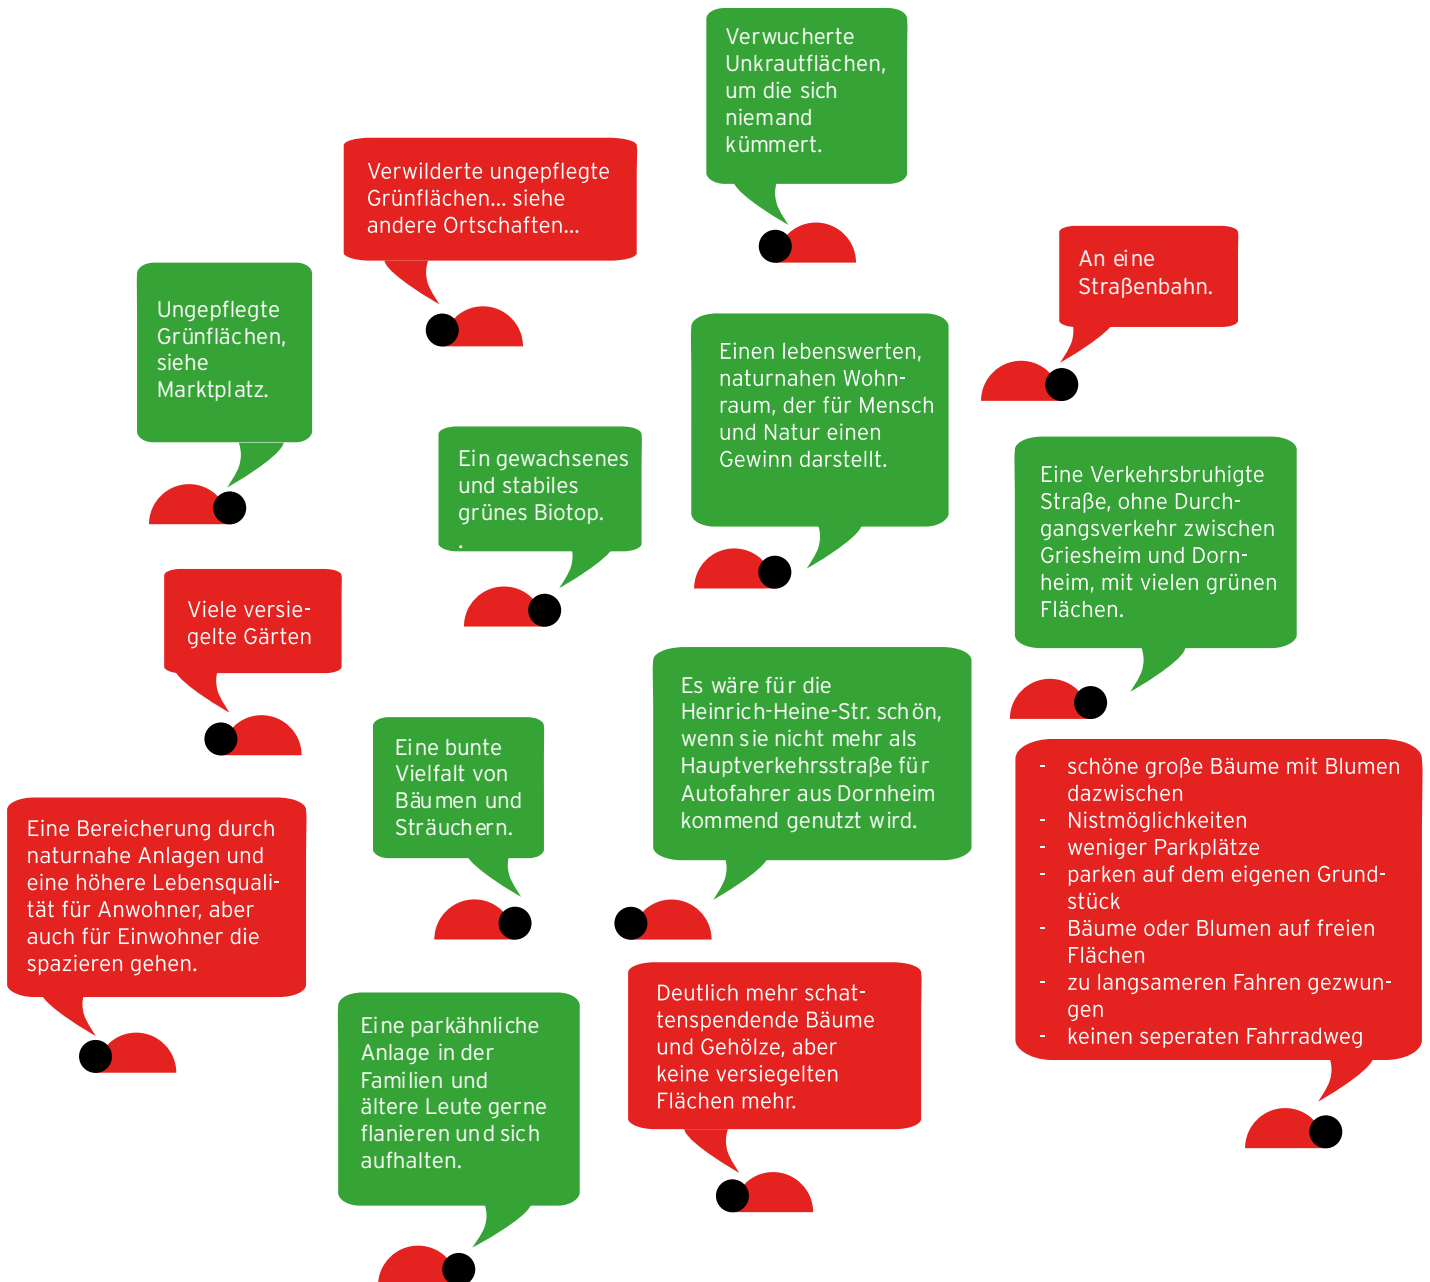 Verwucherte
Unkrautflächen,
um die sich
niemand
kümmert.
Verwilderte ungepflegte
Grünflächen... siehe
andere Ortschaften...
An eine
Straßenbahn.
Ungepflegte
Grünflächen,
siehe
Marktplatz.
Einen lebenswerten,
naturnahen Wohn-
raum, der für Mensch
und Natur einen
Gewinn darstellt.
Ein gewachsenes
und stabiles
grünes Biotop.
.
Eine Verkehrsbruhigte
Straße, ohne Durch-
gangsverkehr zwischen
Griesheim und Dorn-
heim, mit vielen grünen
Flächen.
Viele versie-
gelte Gärten
Es wäre für die
Heinrich-Heine-Str. schön,
wenn sie nicht mehr als
Hauptverkehrsstraße für
Autofahrer aus Dornheim
kommend genutzt wird.
Eine bunte
Vielfalt von
Bäumen und
Sträuchern.
- schöne große Bäume mit Blumen
dazwischen
- Nistmöglichkeiten
- weniger Parkplätze
- parken auf dem eigenen Grund-
stück
- Bäume oder Blumen auf freien
Flächen
- zu langsameren Fahren gezwun-
gen
- keinen seperaten Fahrradweg
Eine Bereicherung durch
naturnahe Anlagen und
eine höhere Lebensquali-
tät für Anwohner, aber
auch für Einwohner die
spazieren gehen.
Deutlich mehr schat-
tenspendende Bäume
und Gehölze, aber
keine versiegelten
Flächen mehr.
Eine parkähnliche
Anlage in der
Familien und
ältere Leute gerne
flanieren und sich
aufhalten.